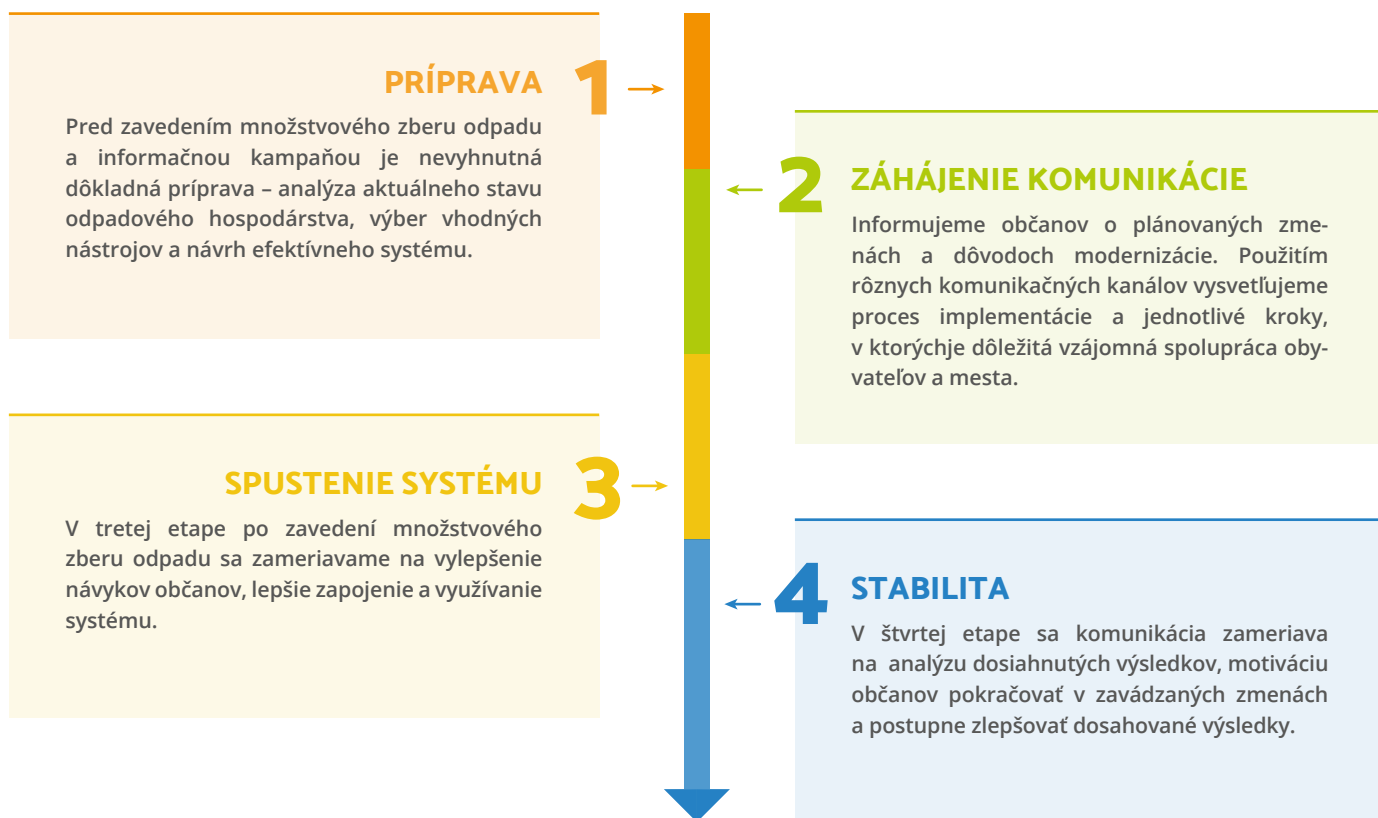 1
PRÍPRAVA
Pred zavedením množstvového zberu odpadu
a informačnou kampaňou je nevyhnutná
dôkladná príprava – analýza aktuálneho stavu
odpadového hospodárstva, výber vhodných
nástrojov a návrh efektívneho systému.
2
ZÁHÁJENIE KOMUNIKÁCIE
Informujeme občanov o plánovaných zme-
nách a dôvodoch modernizácie. Použitím
rôznych komunikačných kanálov vysvetľujeme
proces implementácie a jednotlivé kroky,
v ktorýchje dôležitá vzájomná spolupráca oby-
vateľov a mesta.
3
SPUSTENIE SYSTÉMU
V tretej etape po zavedení množstvového
zberu odpadu sa zameriavame na vylepšenie
návykov občanov, lepšie zapojenie a využívanie
systému.
4
STABILITA
V štvrtej etape sa komunikácia zameriava
na analýzu dosiahnutých výsledkov, motiváciu
občanov pokračovať v zavádzaných zmenách
a postupne zlepšovať dosahované výsledky.